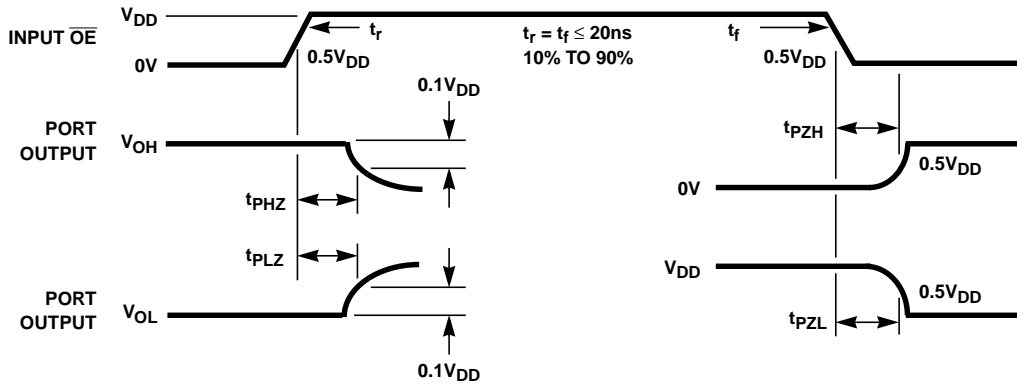 V_DD
INPUT O̅E̅
t_r
t_r = t_f ≤ 20ns
t_f
0V
0.5V_DD
10% TO 90%
0.5V_DD
0.1V_DD
PORT
OUTPUT
V_OH
t_PZH
0.5V_DD
0V
t_PHZ
t_PLZ
V_DD
PORT
OUTPUT
V_OL
0.5V_DD
t_PZL
0.1V_DD